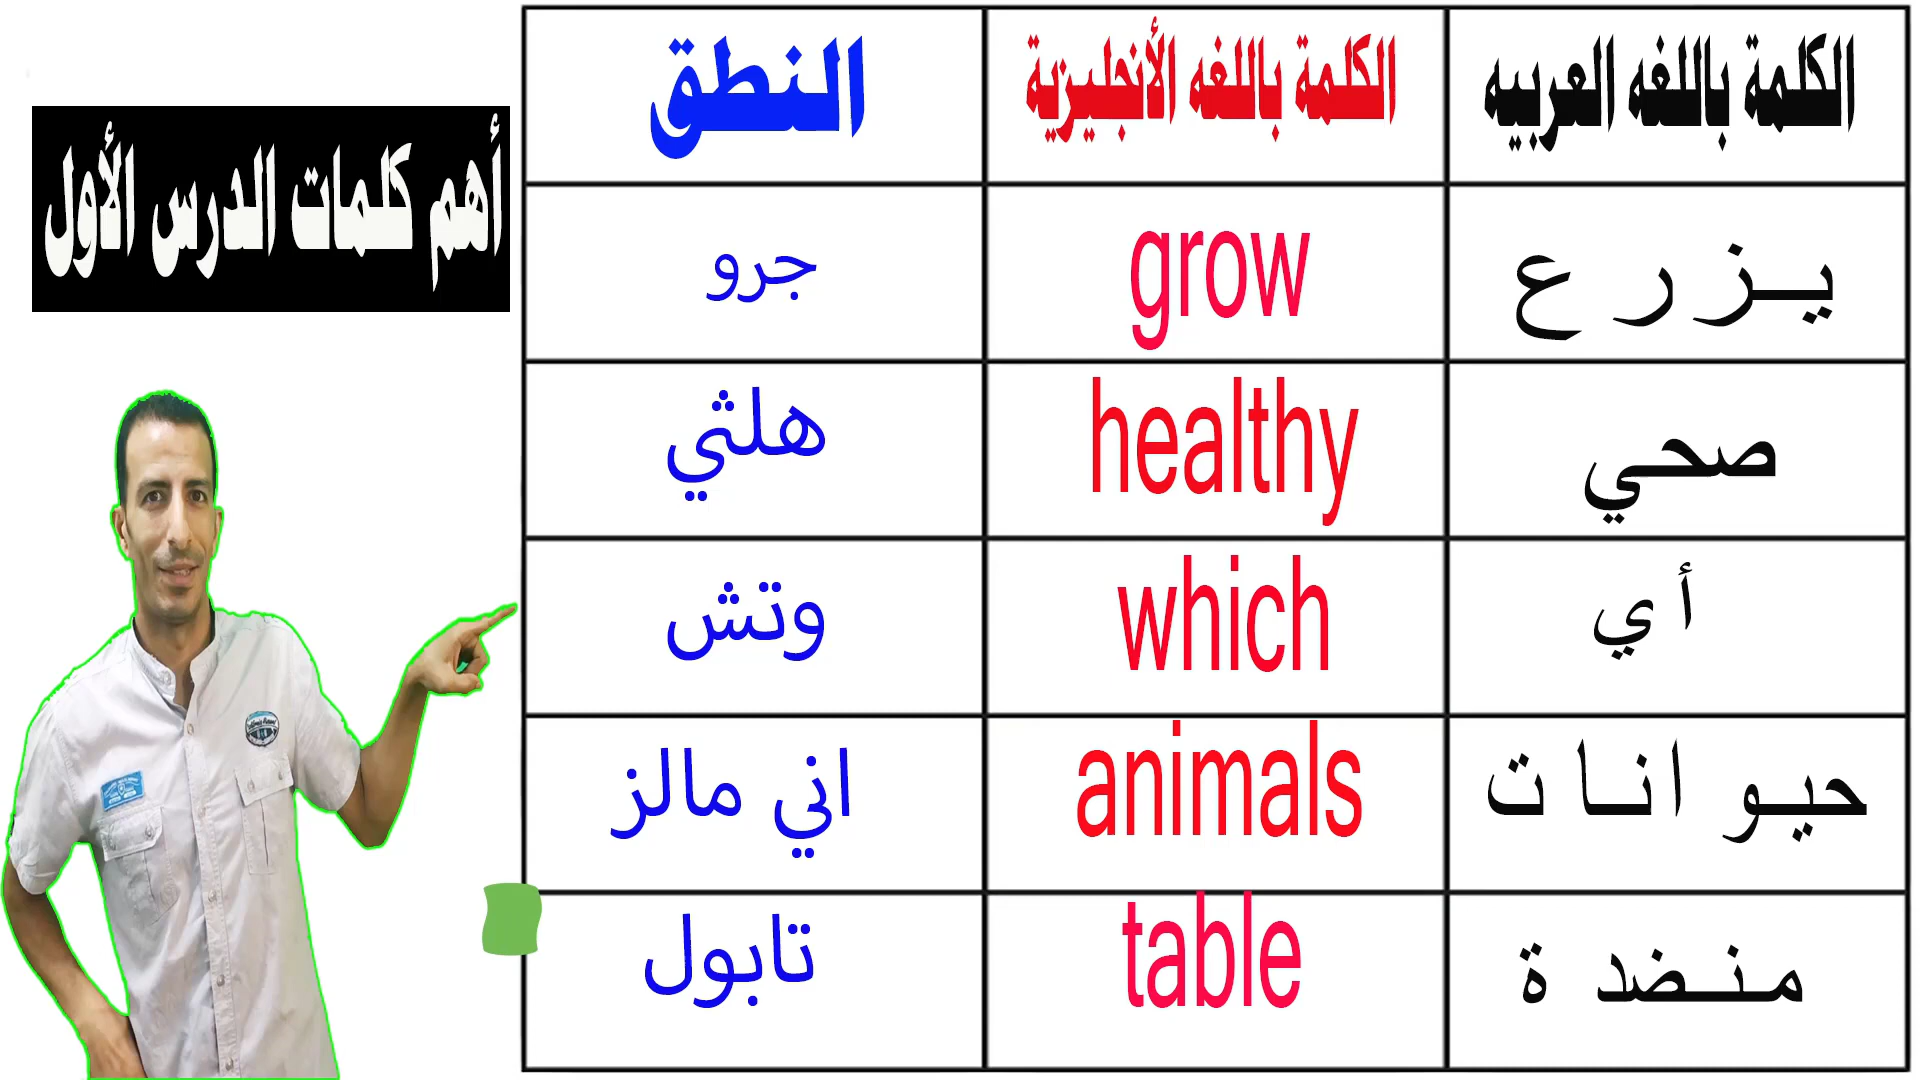 أهم كلمات الدرس الأول
الكلمة باللغه العربيه
الكلمة باللغه الأنجليزية
النطق
يـزرع
grow
جرو
صحي
healthy
هلثي
أي
which
وتش
حيوانات
animals
اني مالز
منضدة
table
تابول